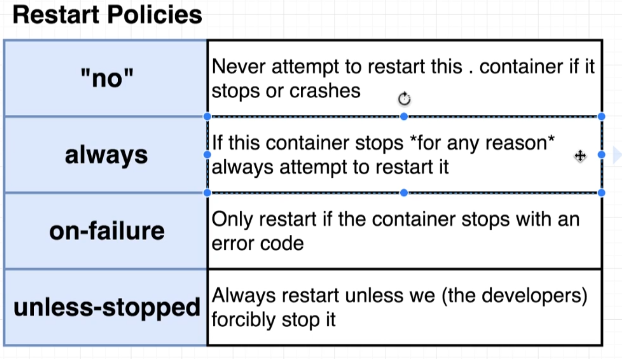 Restart Policies
"no"
Never attempt to restart this . container if it
stops or crashes
always
If this container stops *for any reason*
always attempt to restart it
on-failure
Only restart if the container stops with an
error code
unless-stopped
Always restart unless we (the developers)
forcibly stop it